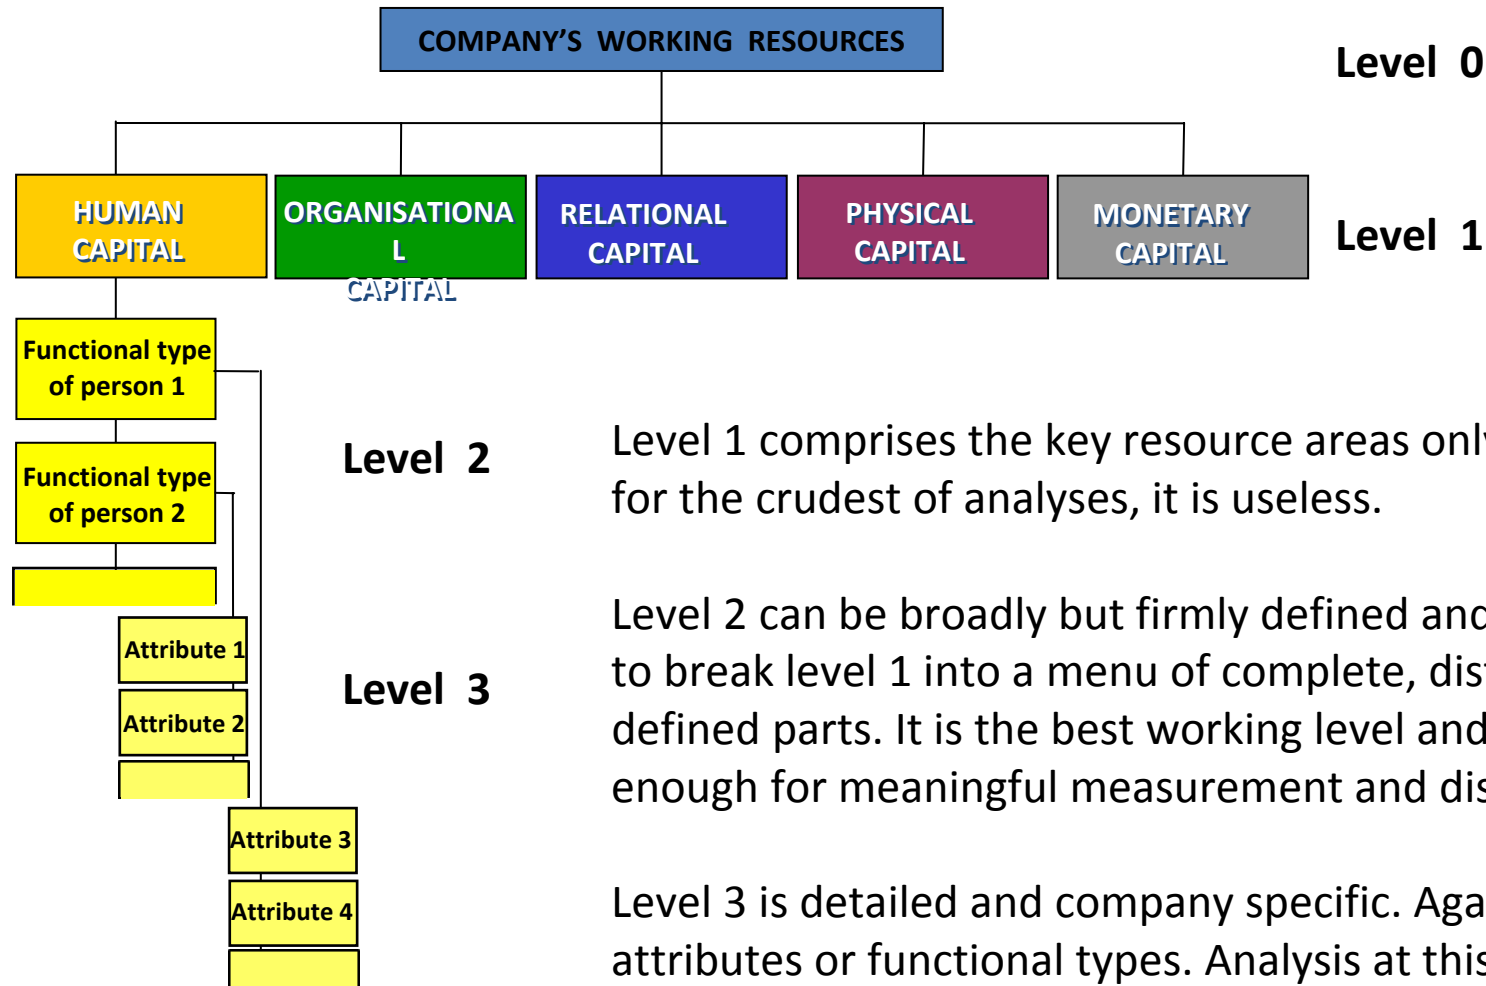 COMPANY'S WORKING RESOURCES
Level 0
HUMAN
CAPITAL
ORGANISATIONA
L
CAPITAL
RELATIONAL
CAPITAL
PHYSICAL
CAPITAL
MONETARY
CAPITAL
Level 1
Functional type
of person 1
Functional type
of person 2
Level 2
Attribute 1
Attribute 2
Level 3
Attribute 3
Attribute 4
Level 1 comprises the key resource areas only
for the crudest of analyses, it is useless.
Level 2 can be broadly but firmly defined and
to break level 1 into a menu of complete,
defined parts. It is the best working level and
enough for meaningful measurement and
Level 3 is detailed and company specific.
attributes or functional types. Analysis at this